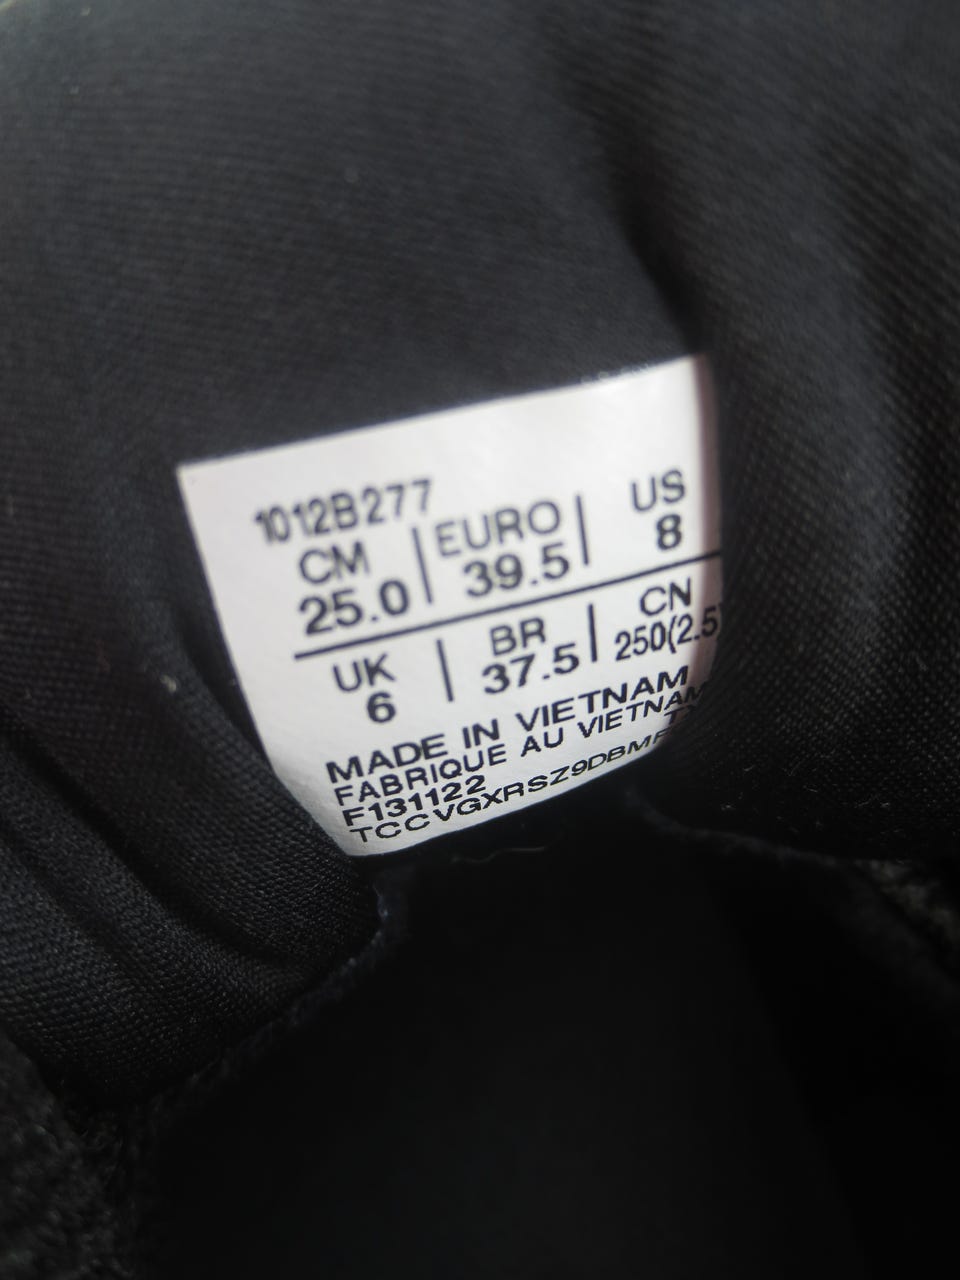 1012B277
CM | EURO | US
25.0 | 39.5 | 8
UK | BR | CN
6 | 37.5 | 250(2.5)
MADE IN VIETNAM
FABRIQUE AU VIETNAM
F131122
TCCVGXRSZ9DBM